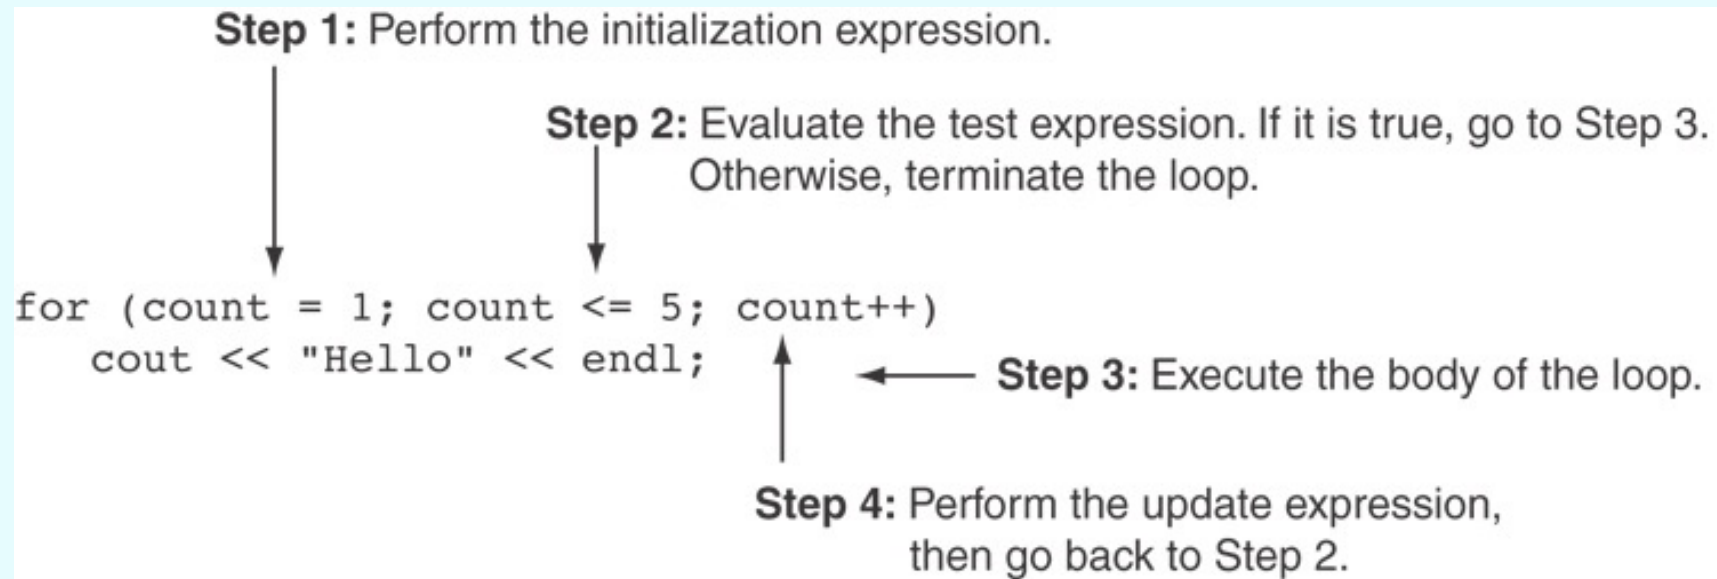 Step 1: Perform the initialization expression.
Step 2: Evaluate the test expression. If it is true, go to Step 3.
Otherwise, terminate the loop.
for (count = 1; count <= 5; count++)
cout << "Hello" << endl;
Step 3: Execute the body of the loop.
Step 4: Perform the update expression,
then go back to Step 2.